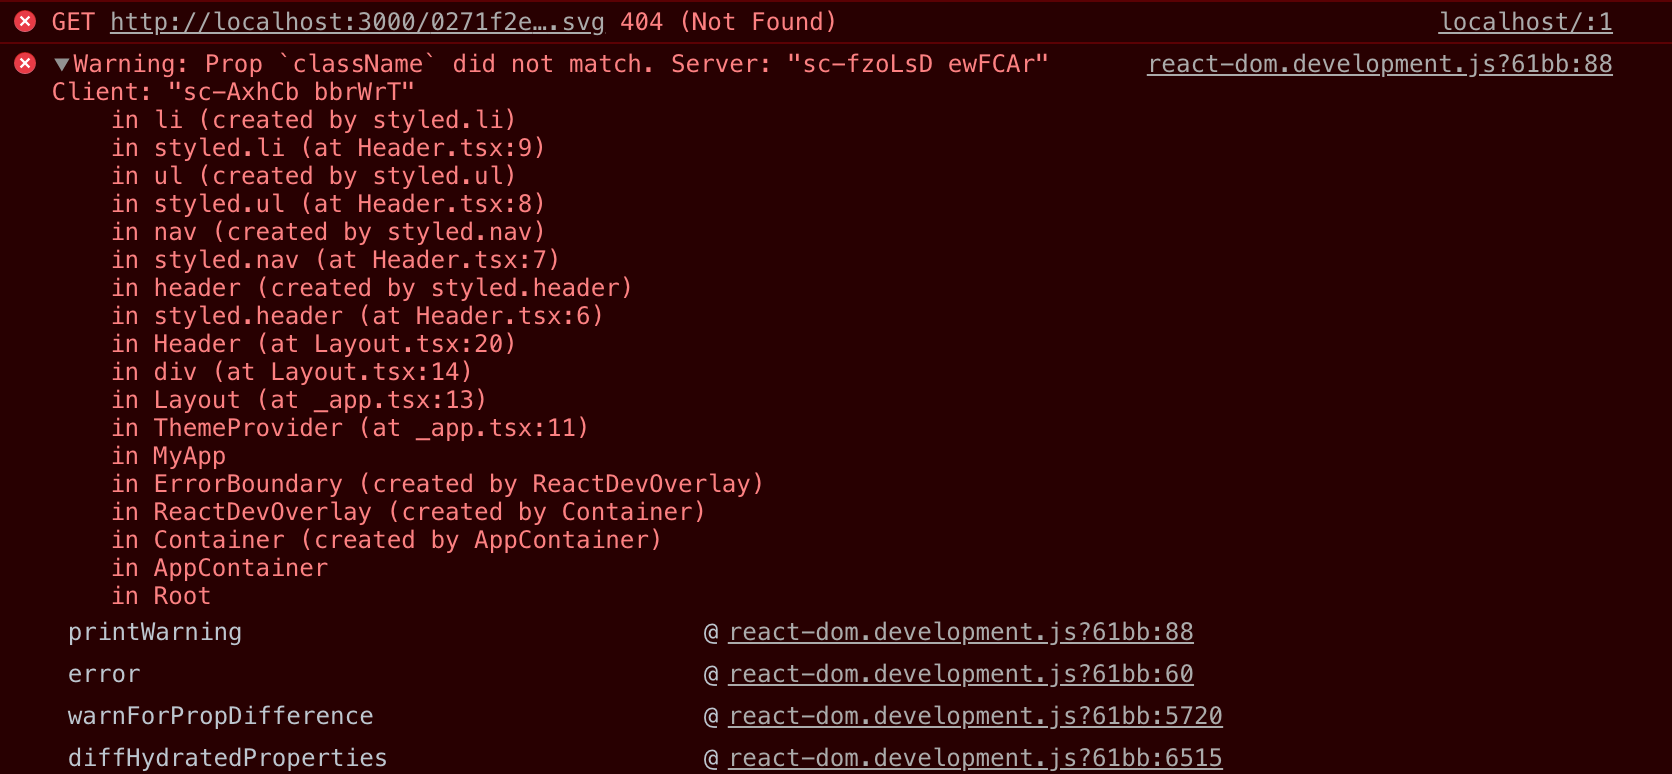 GET http://localhost:3000/0271f2e….svg 404 (Not Found) localhost/:1
▼Warning: Prop `className` did not match. Server: "sc-fzoLsD ewFCAr" react-dom.development.js?61bb:88
Client: "sc-AxhCb bbrWrT"
in li (created by styled.li)
in styled.li (at Header.tsx:9)
in ul (created by styled.ul)
in styled.ul (at Header.tsx:8)
in nav (created by styled.nav)
in styled.nav (at Header.tsx:7)
in header (created by styled.header)
in styled.header (at Header.tsx:6)
in Header (at Layout.tsx:20)
in div (at Layout.tsx:14)
in Layout (at _app.tsx:13)
in ThemeProvider (at _app.tsx:11)
in MyApp
in ErrorBoundary (created by ReactDevOverlay)
in ReactDevOverlay (created by Container)
in Container (created by AppContainer)
in AppContainer
in Root
printWarning @ react-dom.development.js?61bb:88
error @ react-dom.development.js?61bb:60
warnForPropDifference @ react-dom.development.js?61bb:5720
diffHydratedProperties @ react-dom.development.js?61bb:6515